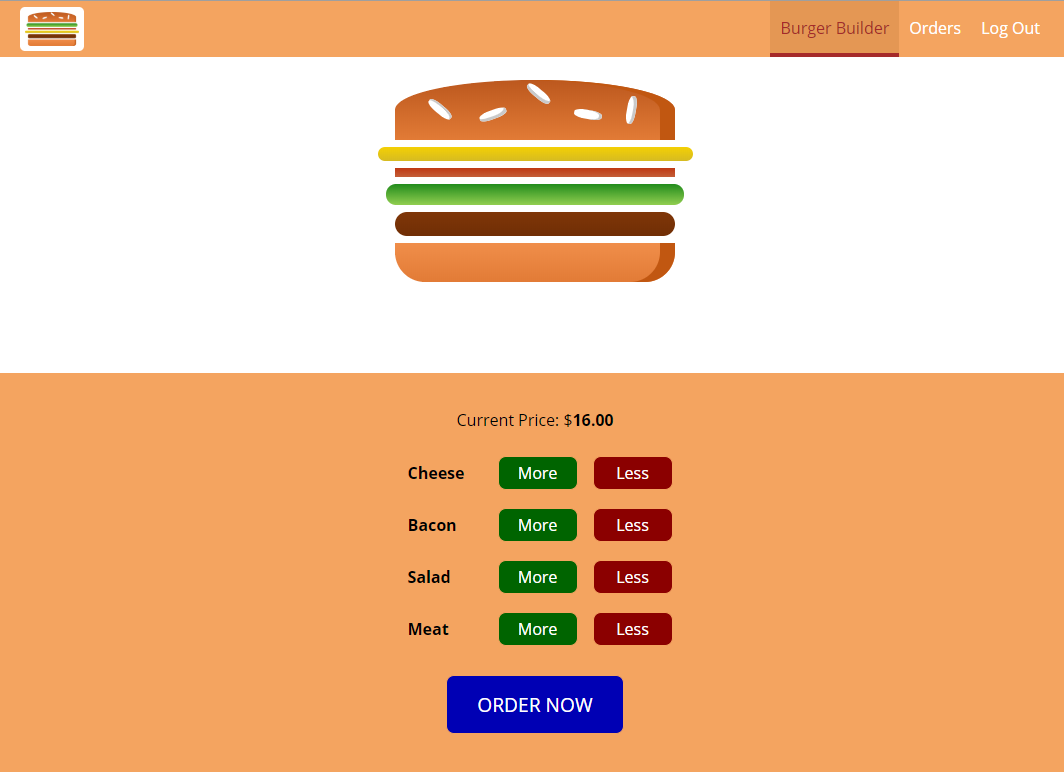 Burger Builder Orders Log Out
Current Price: $16.00
Cheese More Less
Bacon More Less
Salad More Less
Meat More Less
ORDER NOW